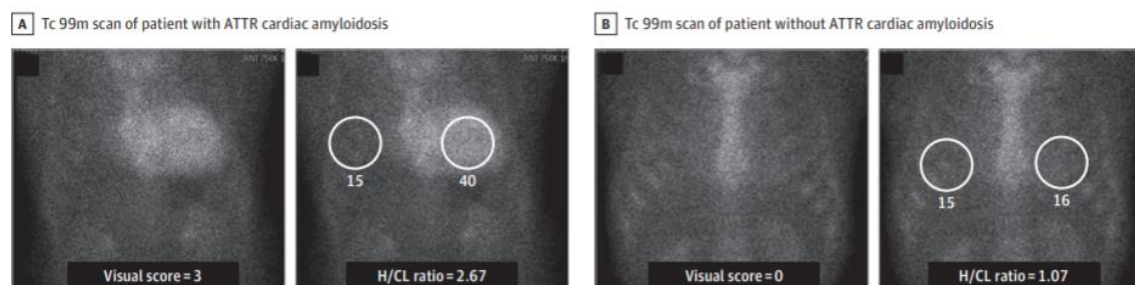 A Tc 99m scan of patient with ATTR cardiac amyloidosis
15
40
Visual score = 3
H/CL ratio = 2.67
B Tc 99m scan of patient without ATTR cardiac amyloidosis
15
16
Visual score = 0
H/CL ratio = 1.07